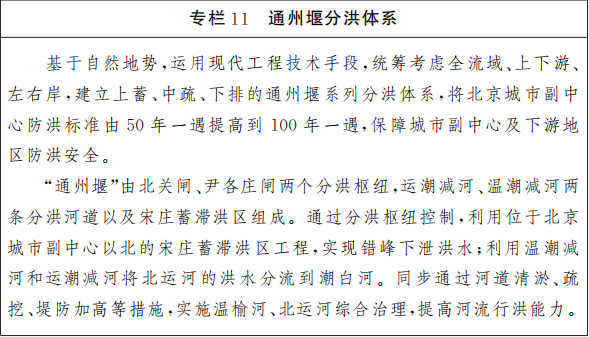 专栏 11 通州堰分洪体系
基于自然地势,运用现代工程技术手段,统筹考虑全流域、上下游、
左右岸,建立上蓄、中疏、下排的通州堰系列分洪体系,将北京城市副中
心防洪标准由 50 年一遇提高到 100 年一遇,保障城市副中心及下游地
区防洪安全。
“通州堰”由北关闸、尹各庄闸两个分洪枢纽,运潮减河、温潮减河两
条分洪河道以及宋庄蓄滞洪区组成。通过分洪枢纽控制,利用位于北京
城市副中心以北的宋庄蓄滞洪区工程,实现错峰下泄洪水;利用温潮减
河和运潮减河将北运河的洪水分流到潮白河。同步通过河道清淤、疏
挖、堤防加高等措施,实施温榆河、北运河综合治理,提高河流行洪能力。